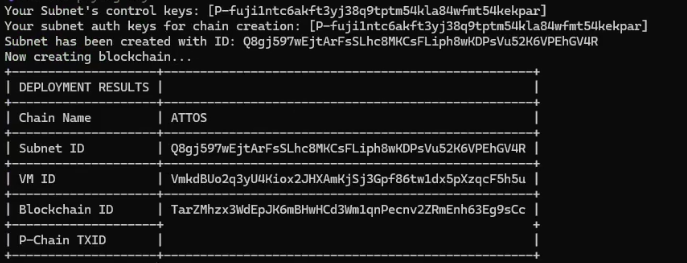 Your Subnet's control keys: [P-fuji1ntc6akft3yj38q9tptm54kla84wfmt54kekpar]
Your subnet auth keys for chain creation: [P-fuji1ntc6akft3yj38q9tptm54kla84wfmt54kekpar]
Subnet has been created with ID: Q8gj597wEjtArFsSLhc8MKCsFLiph8wKDPsVu52K6VPEhGV4R
Now creating blockchain...
DEPLOYMENT RESULTS
Chain Name ATTOS
Subnet ID Q8gj597wEjtArFsSLhc8MKCsFLiph8wKDPsVu52K6VPEhGV4R
VM ID VmkdBUo2q3yU4Kiox2JHXAmKjSj3Gpf86tw1dx5pXzqcF5h5u
Blockchain ID TarZMhzx3WdEpJK6mBHwHCd3Wm1qnPecnv2ZRmEnh63Eg9sCc
P-Chain TXID